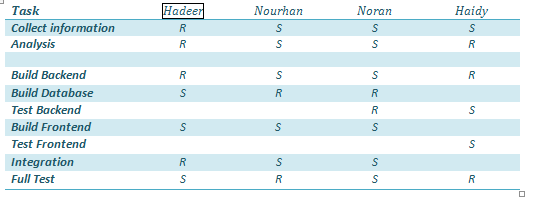 Task Hadeer Nourhan Noran Haidy
Collect information R S S S
Analysis R S S R
Build Backend R S S R
Build Database S R R
Test Backend R S
Build Frontend S S S
Test Frontend S
Integration R S S
Full Test S R S R